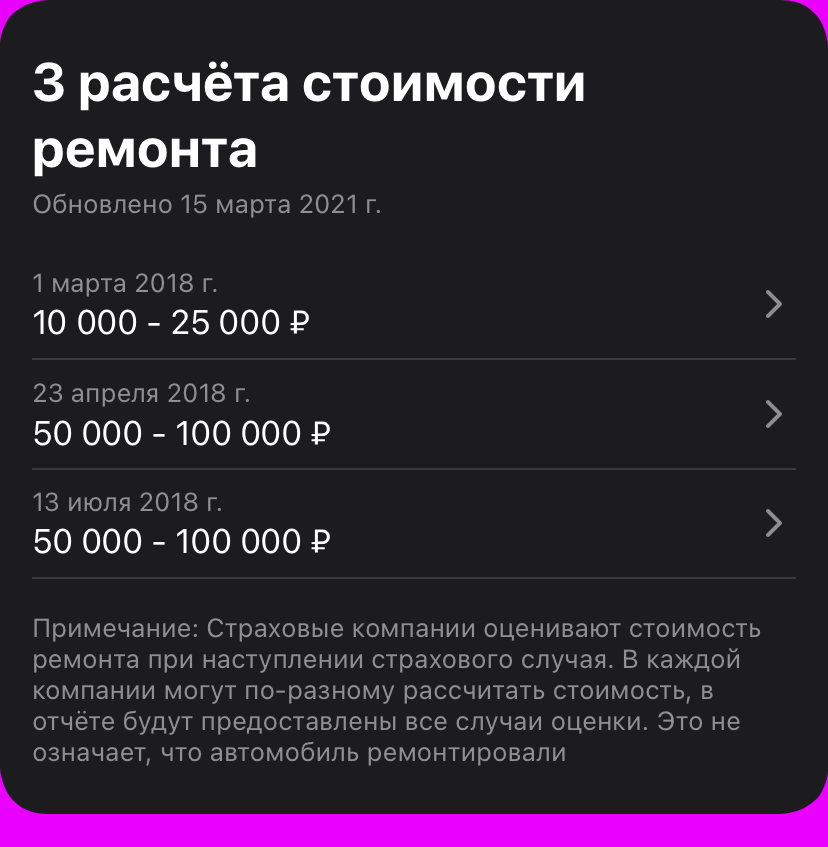 3 расчёта стоимости
ремонта
Обновлено 15 марта 2021 г.
1 марта 2018 г.
10 000 - 25 000 ₽
23 апреля 2018 г.
50 000 - 100 000 ₽
13 июля 2018 г.
50 000 - 100 000 ₽
Примечание: Страховые компании оценивают стоимость
ремонта при наступлении страхового случая. В каждой
компании могут по-разному рассчитать стоимость, в
отчёте будут предоставлены все случаи оценки. Это не
означает, что автомобиль ремонтировали